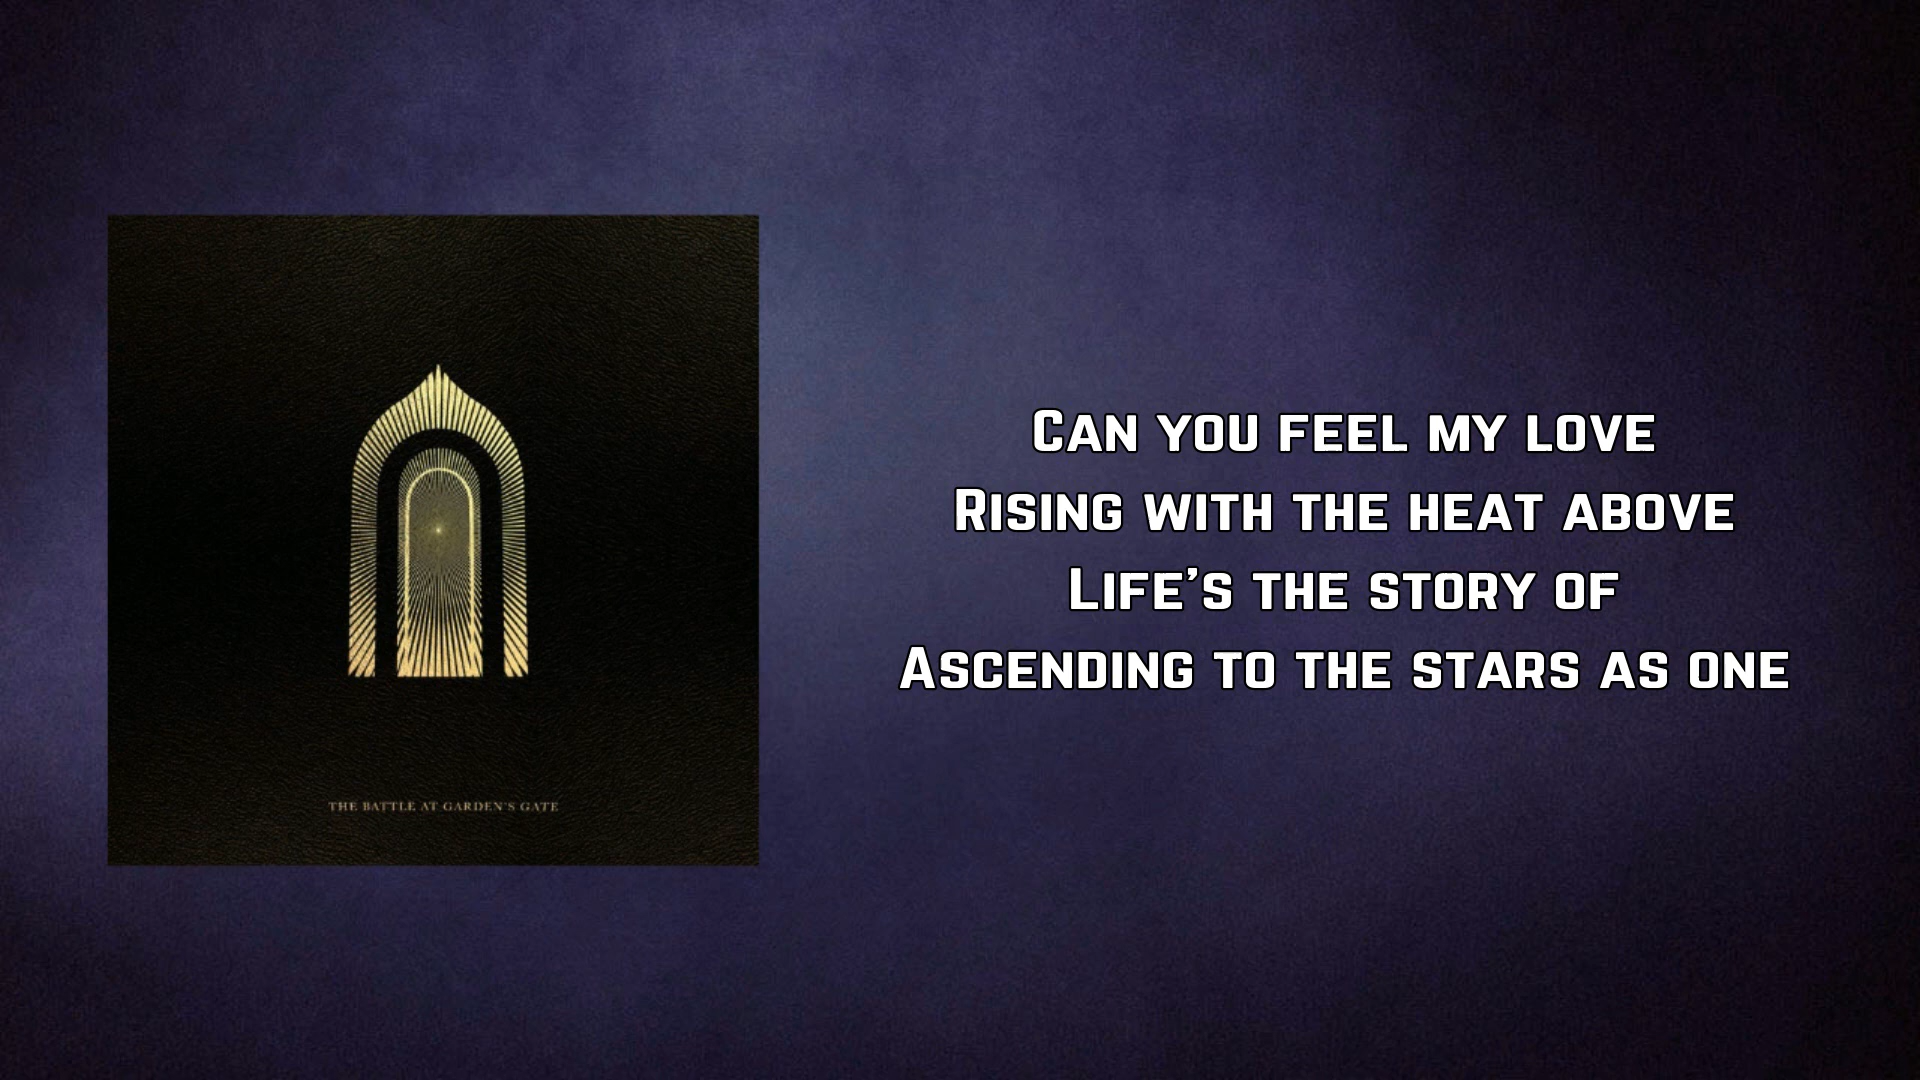 THE BATTLE AT GARDEN'S GATE
Can you feel my love
Rising with the heat above
Life's the story of
Ascending to the stars as one